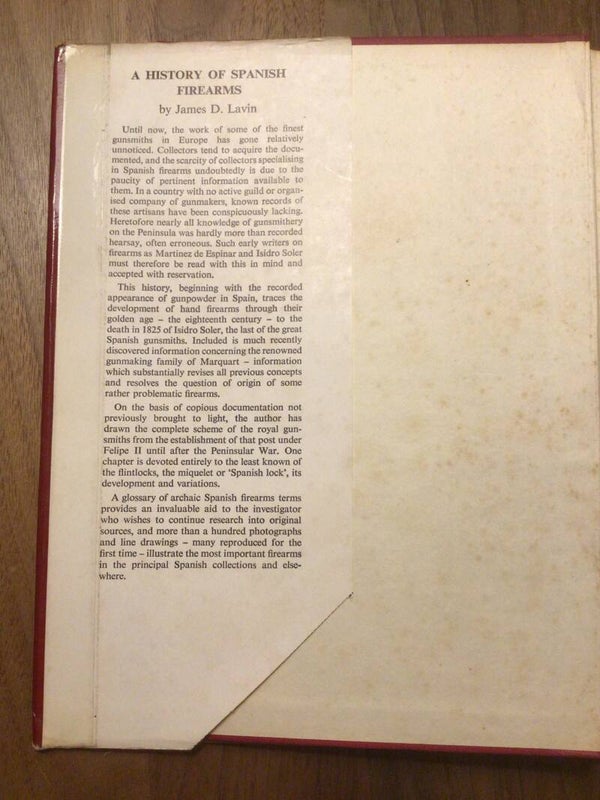 A HISTORY OF SPANISH
FIREARMS
by James D. Lavin
Until now, the work of some of the finest
gunsmiths in Europe has gone relatively
unnoticed. Collectors tend to acquire the docu-
mented, and the scarcity of collectors specialising
in Spanish firearms undoubtedly is due to the
paucity of pertinent information available to
them. In a country with no active guild or organ-
ised company of gunmakers, known records of
these artisans have been conspicuously lacking.
Heretofore nearly all knowledge of gunsmithery
on the Peninsula was hardly more than recorded
hearsay, often erroneous. Such early writers on
firearms as Martinez de Espinar and Isidro Soler
must therefore be read with this in mind and
accepted with reservation.
This history, beginning with the recorded
appearance of gunpowder in Spain, traces the
development of hand firearms through their
golden age – the eighteenth century – to the
death in 1825 of Isidro Soler, the last of the great
Spanish gunsmiths. Included is much recently
discovered information concerning the renowned
gunmaking family of Marquart – information
which substantially revises all previous concepts
and resolves the question of origin of some
rather problematic firearms.
On the basis of copious documentation not
previously brought to light, the author has
drawn the complete scheme of the royal gun-
smiths from the establishment of that post under
Felipe II until after the Peninsular War. One
chapter is devoted entirely to the least known of
the flintlocks, the miquelet or ‘Spanish lock’, its
development and variations.
A glossary of archaic Spanish firearms terms
provides an invaluable aid to the investigator
who wishes to continue research into original
sources, and more than a hundred photographs
and line drawings – many reproduced for the
first time – illustrate the most important firearms
in the principal Spanish collections and else-
where.